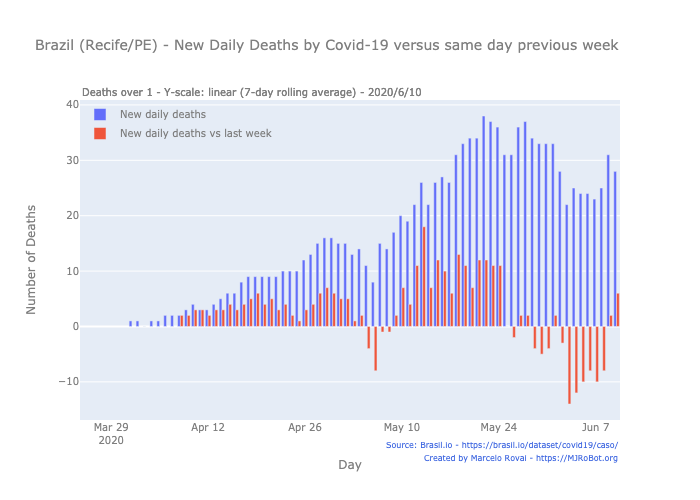 Brazil (Recife/PE) - New Daily Deaths by Covid-19 versus same day previous week
Deaths over 1 - Y-scale: linear (7-day rolling average) - 2020/6/10
New daily deaths
New daily deaths vs last week
Number of Deaths
40
30
20
10
0
−10
Mar 29
2020
Apr 12
Apr 26
May 10
May 24
Jun 7
Day
Source: Brasil.io - https://brasil.io/dataset/covid19/caso/
Created by Marcelo Rovai - https://MJRoBot.org